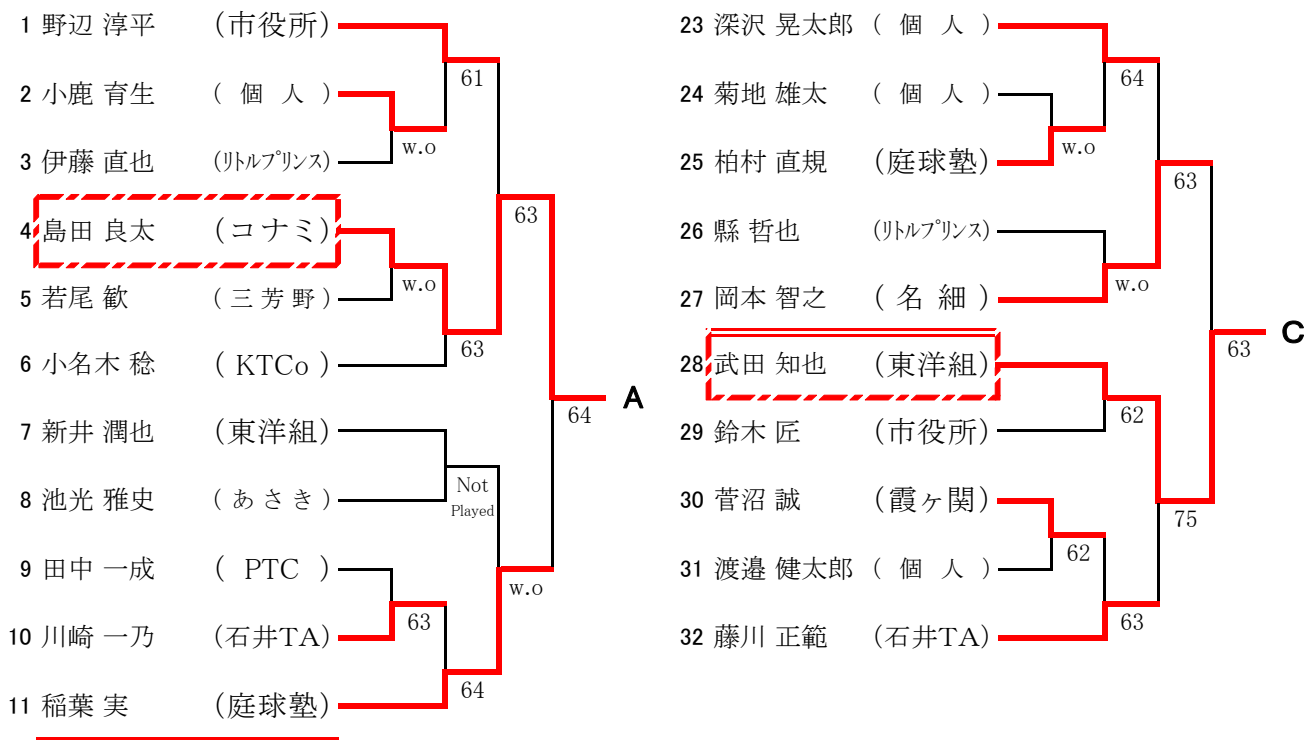 1 野辺 淳平 (市役所)
2 小鹿 育生 ( 個 人 )
3 伊藤 直也 (リトルプリンス)
4 島田 良太 (コナミ)
5 若尾 歓 ( 三 芳 野 )
6 小名木 稔 ( KTCo )
7 新井 潤也 (東洋組)
8 池光 雅史 ( あ さ き )
9 田中 一成 ( PTC )
10 川崎 一乃 (石井TA)
11 稲葉 実 (庭球塾)
61
w.o
63
w.o
63
64
A
Not
Played
w.o
63
64
23 深沢 晃太郎 ( 個 人 )
24 菊地 雄太 ( 個 人 )
25 柏村 直規 (庭球塾)
26 縣 哲也 (リトルプリンス)
27 岡本 智之 ( 名 細 )
28 武田 知也 (東洋組)
29 鈴木 匠 (市役所)
30 菅沼 誠 (霞ヶ関)
31 渡邉 健太郎 ( 個 人 )
32 藤川 正範 (石井TA)
64
w.o
63
w.o
63
C
62
75
62
63